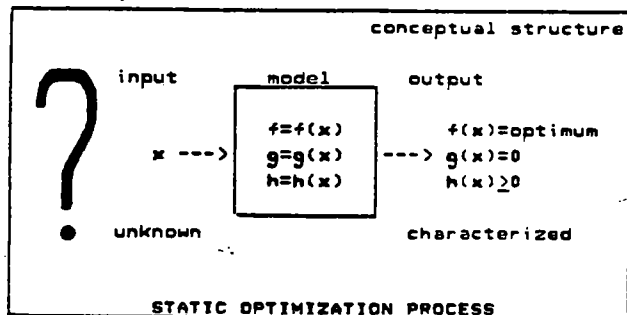 conceptual structure
?
input model output
f=f(x) f(x)=optimum
x ---> g=g(x) ---> g(x)=0
h=h(x) h(x)≥0
unknown characterized
STATIC OPTIMIZATION PROCESS